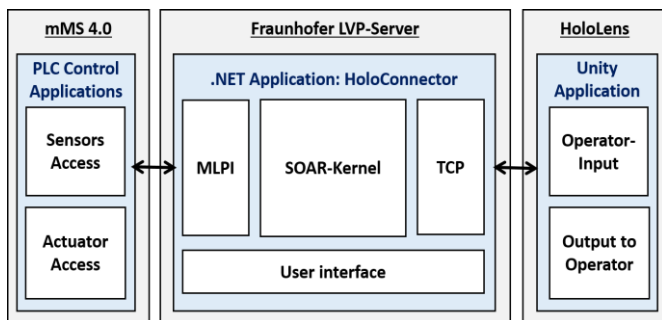 mMS 4.0
Fraunhofer LVP-Server
HoloLens
PLC Control
Applications
.NET Application: HoloConnector
Unity
Application
Sensors
Access
MLPI
SOAR-Kernel
TCP
Operator-
Input
Actuator
Access
User interface
Output to
Operator